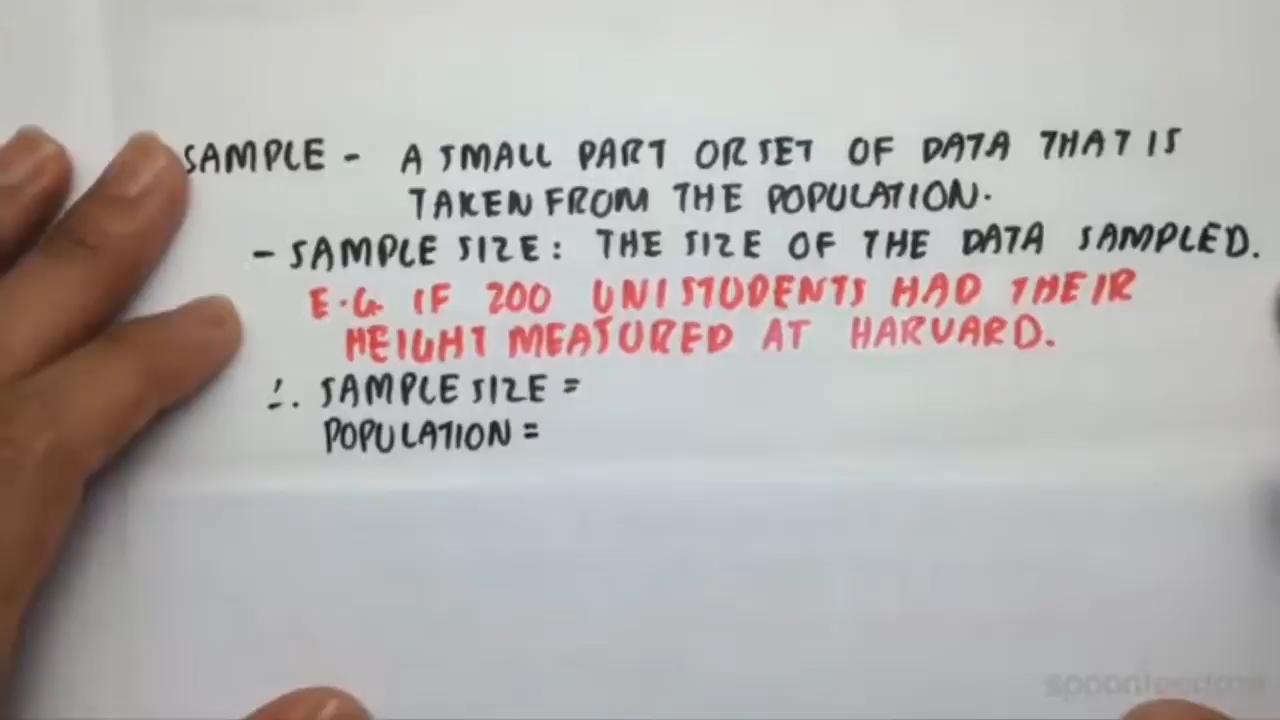 SAMPLE - A SMALL PART OR SET OF DATA THAT IS
TAKEN FROM THE POPULATION.
- SAMPLE SIZE: THE SIZE OF THE DATA SAMPLED.
E.G IF 200 UNI STUDENTS HAD THEIR
HEIGHT MEASURED AT HARVARD.
∴ SAMPLE SIZE =
POPULATION =